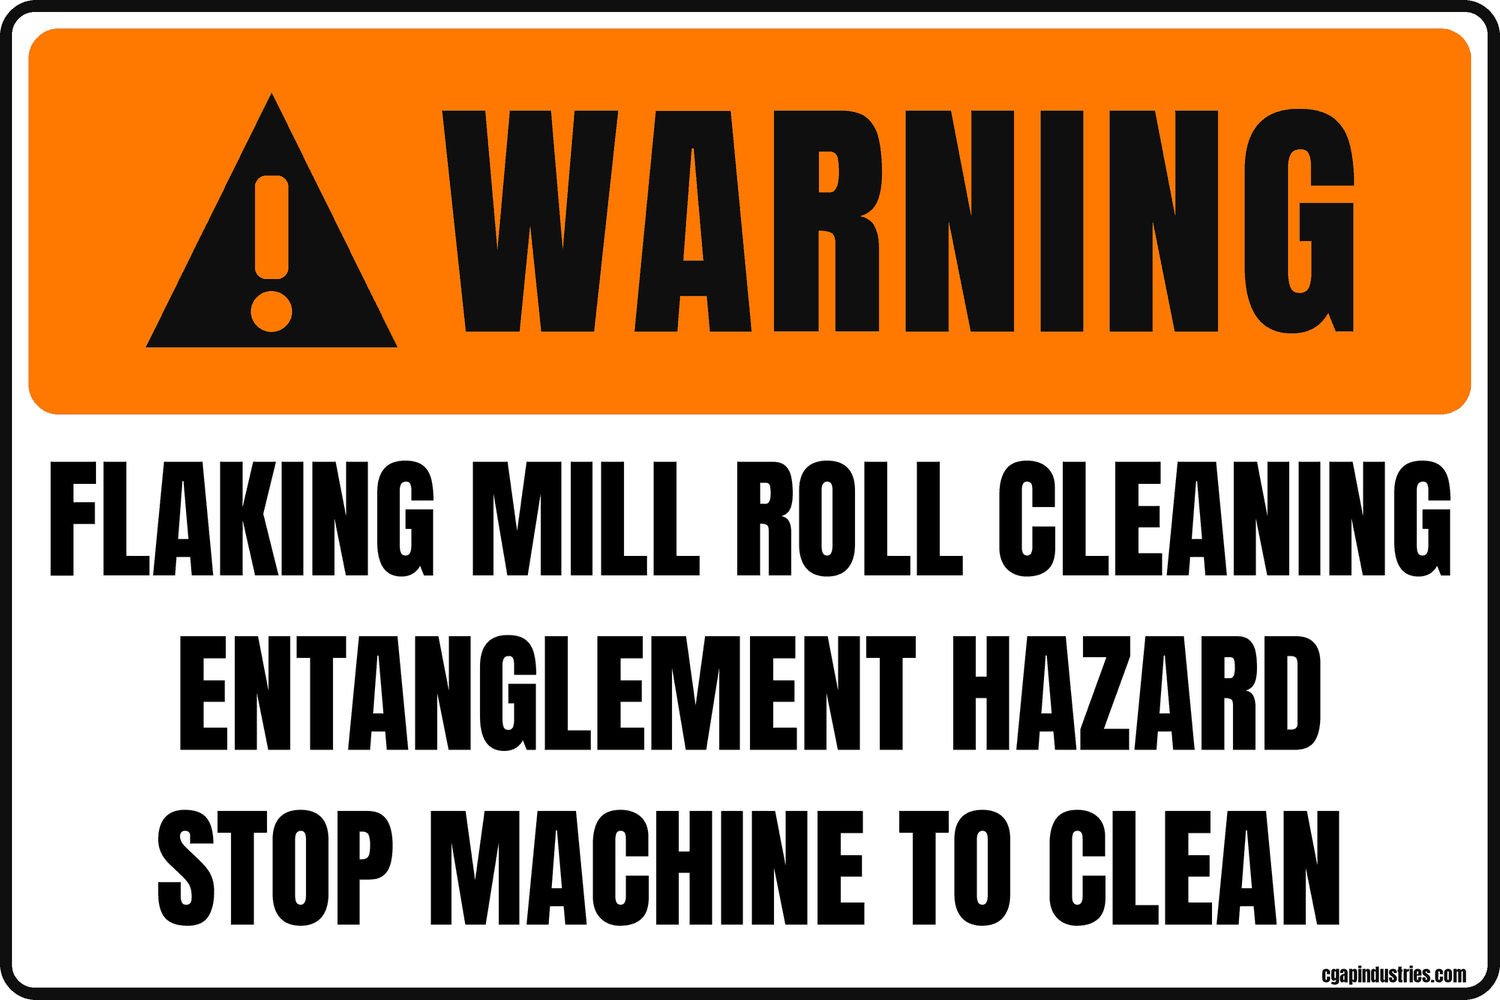 WARNING
FLAKING MILL ROLL CLEANING
ENTANGLEMENT HAZARD
STOP MACHINE TO CLEAN
cgapindustries.com